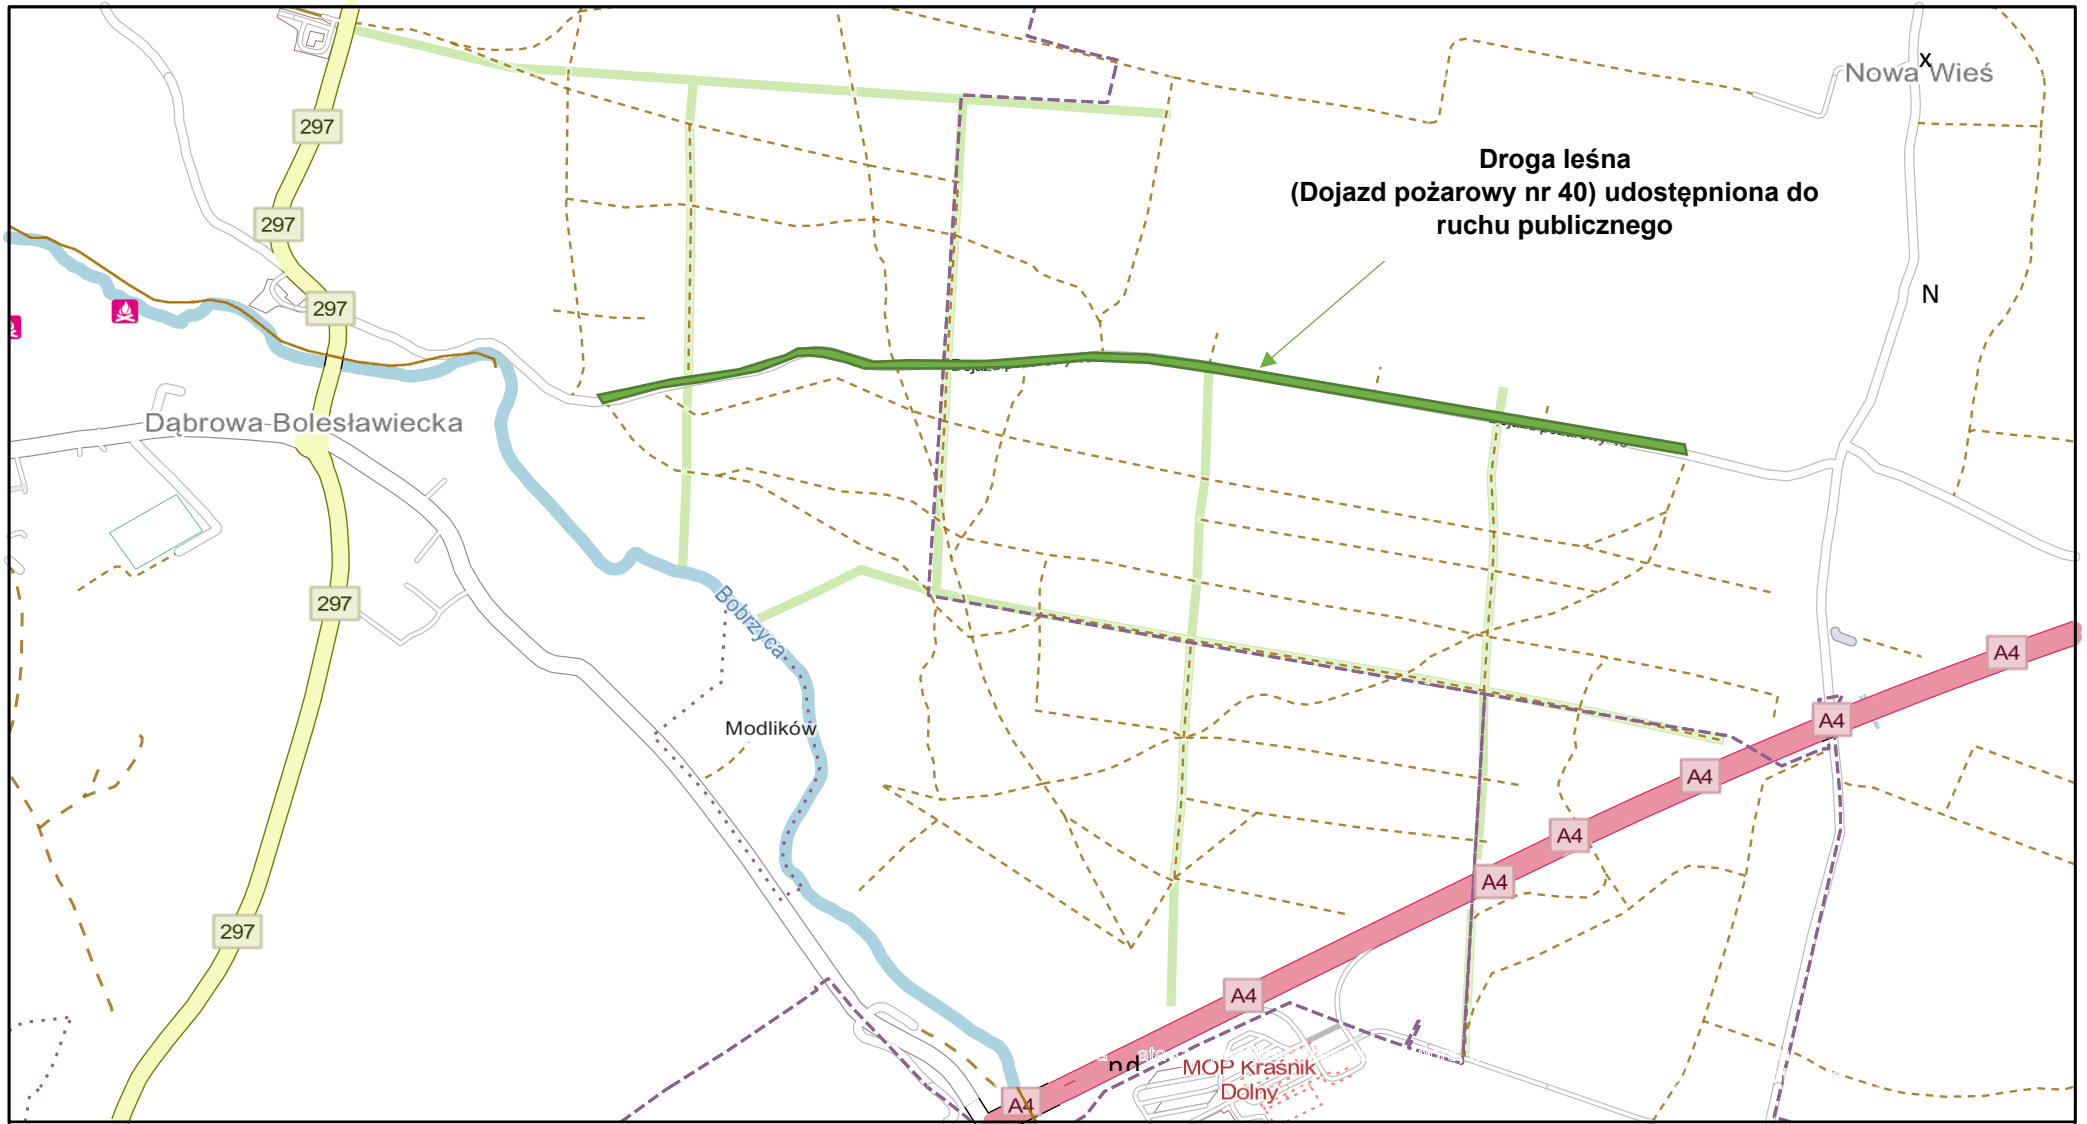 x
Nowa Wieś
297
Droga leśna
(Dojazd pożarowy nr 40) udostępniona do
ruchu publicznego
297
N
297
Dąbrowa Bolesławiecka
297
Bobrzyca
A4
A4
Modlików
A4
A4
A4
297
A4
nd
MOP Kraśnik
Dolny
A4